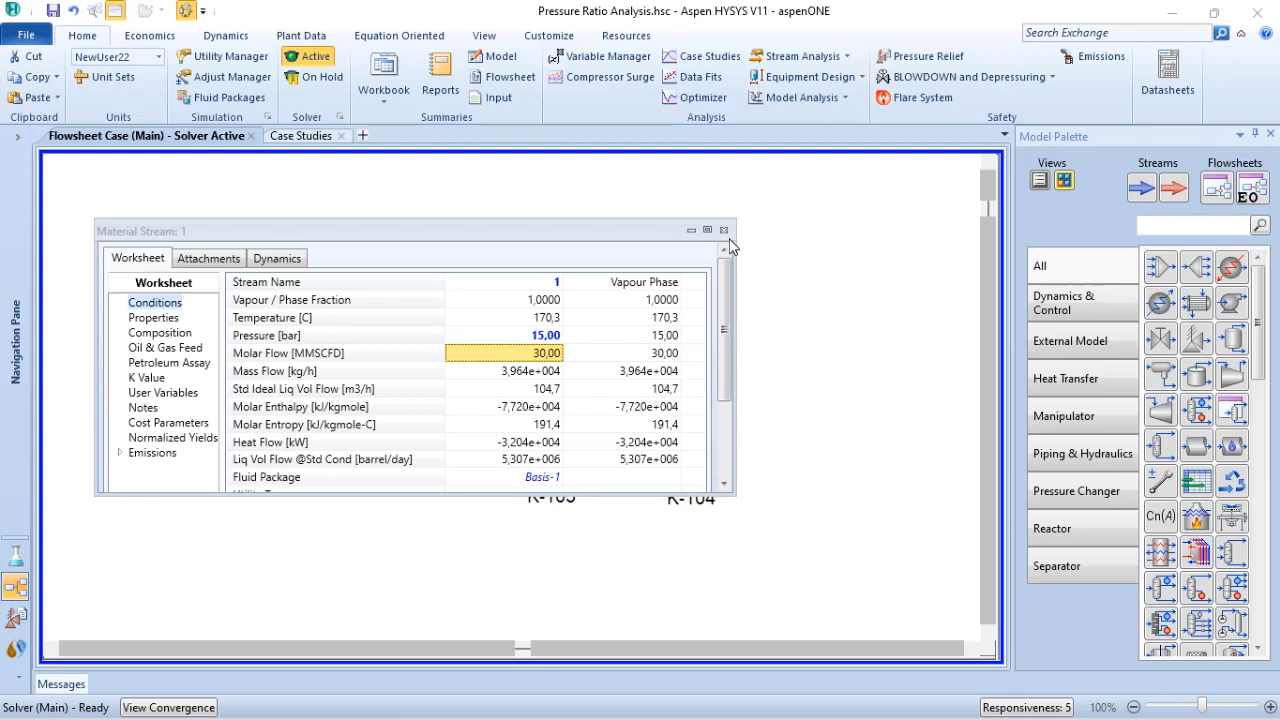 Pressure Ratio Analysis.hsc - Aspen HYSYS V11 - aspenONE
File
Home
Economics
Dynamics
Plant Data
Equation Oriented
View
Customize
Resources
Search Exchange
Cut
Copy
Paste
Clipboard
NewUser22
Unit Sets
Units
Utility Manager
Adjust Manager
Fluid Packages
Simulation
Active
On Hold
Solver
Workbook
Reports
Model
Flowsheet
Input
Summaries
Variable Manager
Compressor Surge
Case Studies
Data Fits
Optimizer
Stream Analysis
Equipment Design
Model Analysis
Analysis
Pressure Relief
BLOWDOWN and Depressuring
Flare System
Emissions
Safety
Datasheets
Flowsheet Case (Main) - Solver Active
Case Studies
Model Palette
Navigation Pane
Material Stream: 1
Worksheet
Attachments
Dynamics
Worksheet
Conditions
Properties
Composition
Oil & Gas Feed
Petroleum Assay
K Value
User Variables
Notes
Cost Parameters
Normalized Yields
Emissions
Stream Name 1 Vapour Phase
Vapour / Phase Fraction 1,0000 1,0000
Temperature [C] 170,3 170,3
Pressure [bar] 15,00 15,00
Molar Flow [MMSCFD] 30,00 30,00
Mass Flow [kg/h] 3,964e+004 3,964e+004
Std Ideal Liq Vol Flow [m3/h] 104,7 104,7
Molar Enthalpy [kJ/kgmole] -7,720e+004 -7,720e+004
Molar Entropy [kJ/kgmole-C] 191,4 191,4
Heat Flow [kW] -3,204e+004 -3,204e+004
Liq Vol Flow @Std Cond [barrel/day] 5,307e+006 5,307e+006
Fluid Package Basis-1
K-103
K-104
Views
Streams
Flowsheets
EO
All
Dynamics &
Control
External Model
Heat Transfer
Manipulator
Piping & Hydraulics
Pressure Changer
Reactor
Separator
Cn(A)
Messages
Solver (Main) - Ready
View Convergence
Responsiveness: 5
100%